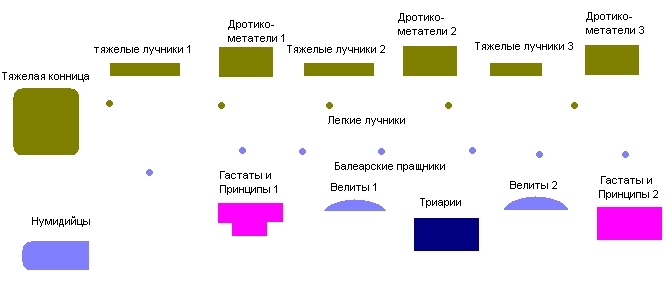 тяжелые лучники 1
Дротико-
метатели 1
Тяжелые лучники 2
Дротико-
метатели 2
Тяжелые лучники 3
Дротико-
метатели 3
Тяжелая конница
Легкие лучники
Балеарские пращники
Гастаты и
Принципы 1
Велиты 1
Триарии
Велиты 2
Гастаты и
Принципы 2
Нумидийцы